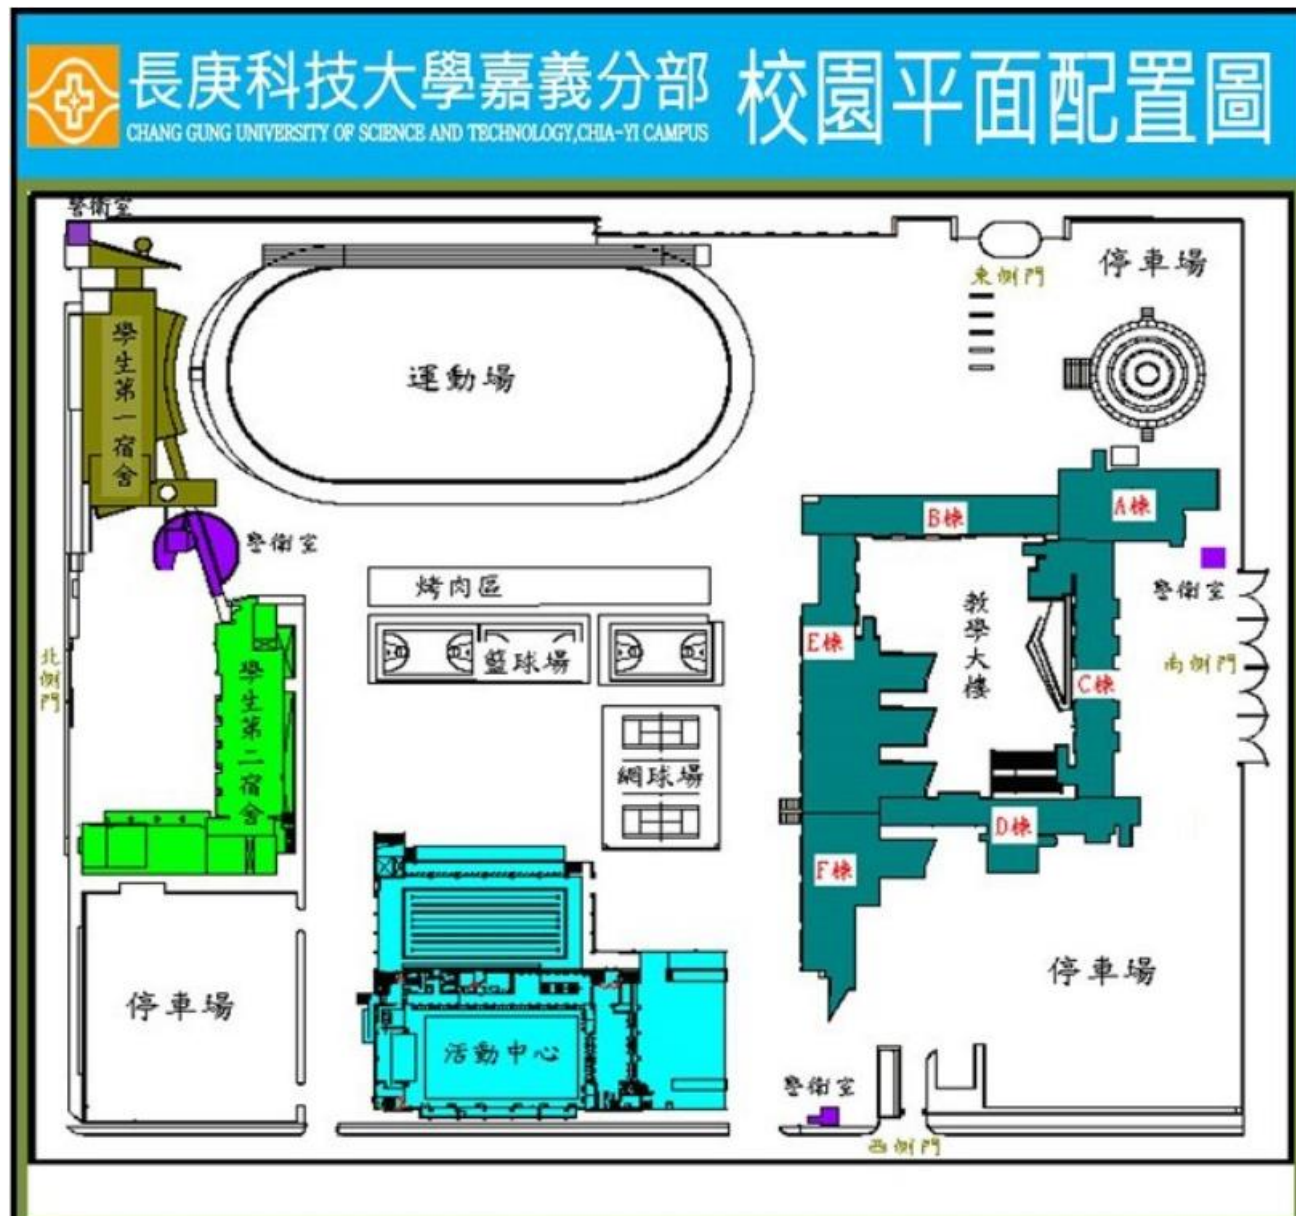 長庚科技大學嘉義分部 校園平面配置圖
CHANG GUNG UNIVERSITY OF SCIENCE AND TECHNOLOGY,CHIA-YI CAMPUS
警衛室
東側門
停車場
學生第一宿舍
運動場
A棟
B棟
警衛室
烤肉區
警衛室
教學大樓
E棟
籃球場
北側門
學生第二宿舍
南側門
C棟
網球場
D棟
F棟
停車場
停車場
活動中心
警衛室
西側門